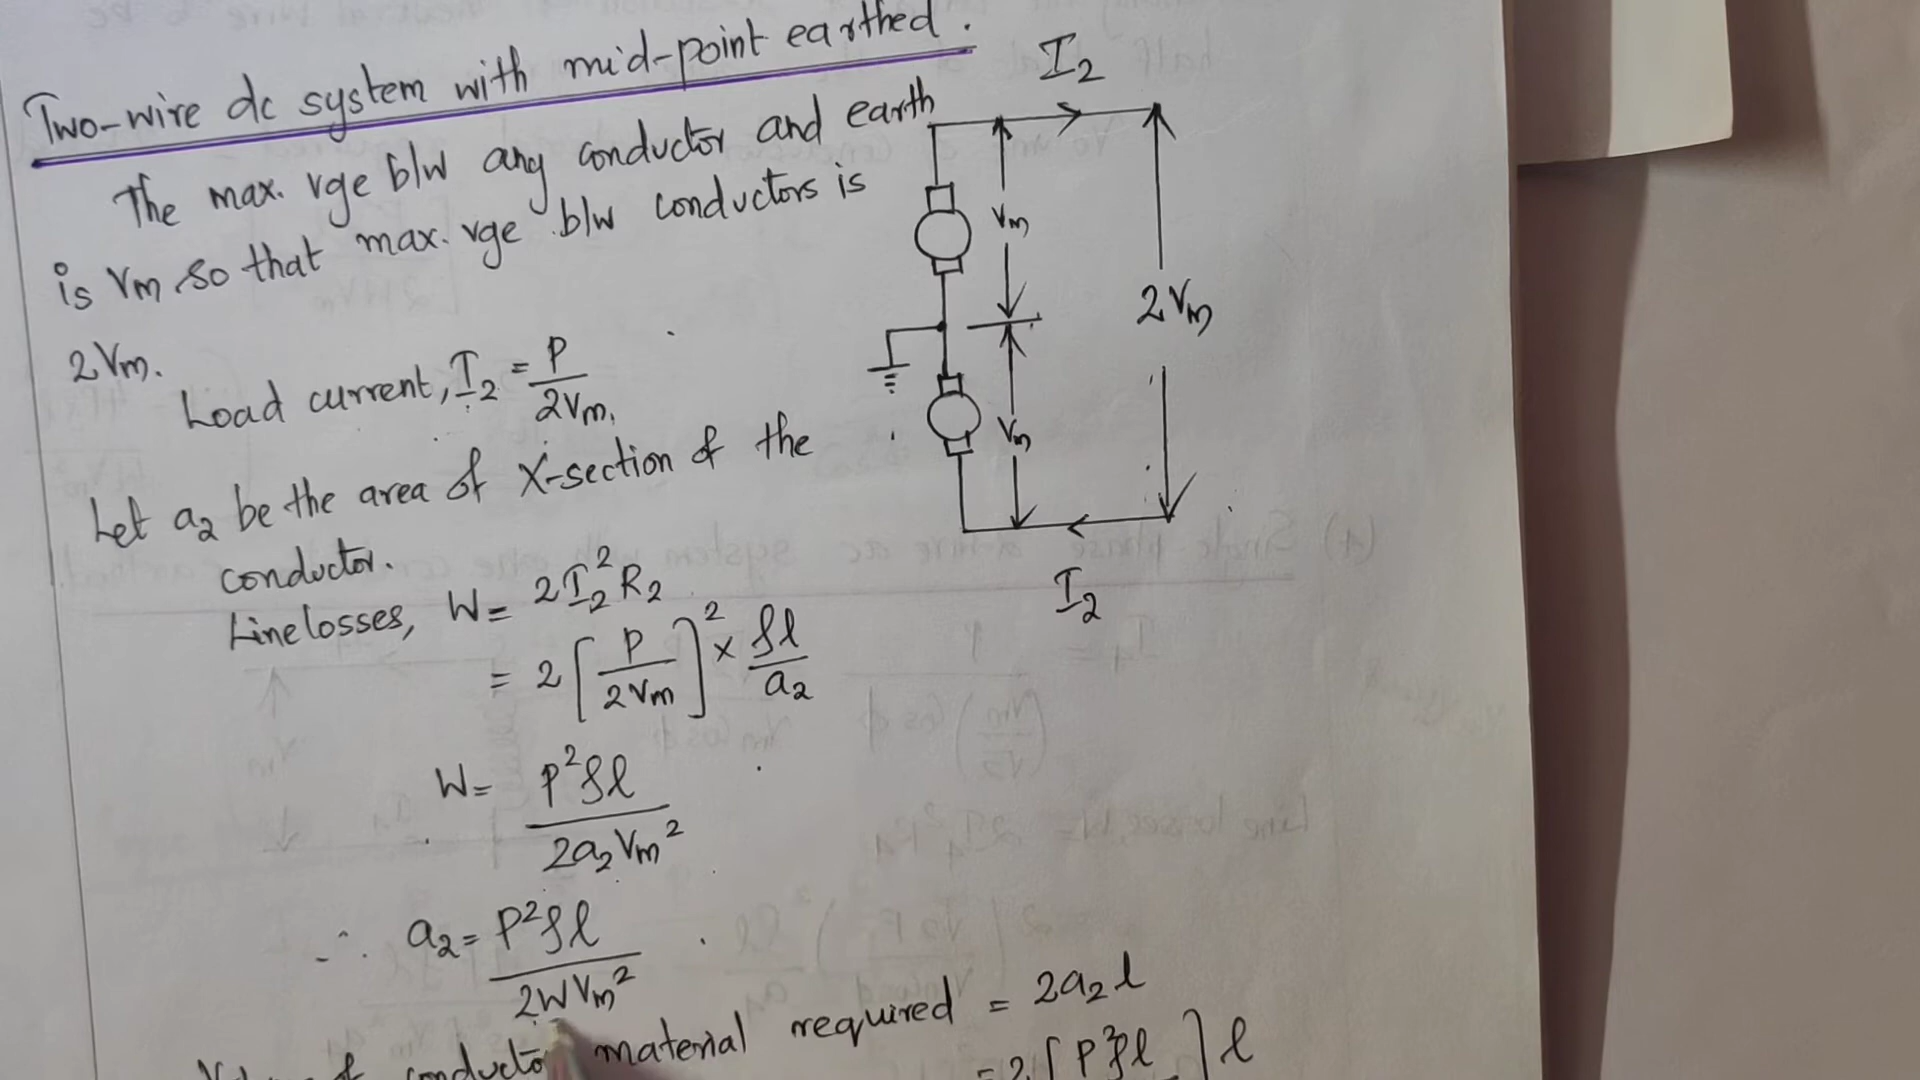 Two-wire dc system with mid-point earthed.
The max. vge b/w any conductor and earth
is Vm so that max. vge b/w conductors is
2Vm.
Load current, I₂ = P/2Vm.
Let a₂ be the area of X-section of the
conductor.
Line losses, W = 2I₂²R₂
= 2[P/2Vm]² × ρl/a₂
W = P²ρl/2a₂Vm²
∴ a₂ = P²ρl/2WVm²
conductor material required = 2a₂l
= 2[P²ρl ]l
I₂
Vm
2Vm
Vm
I₂